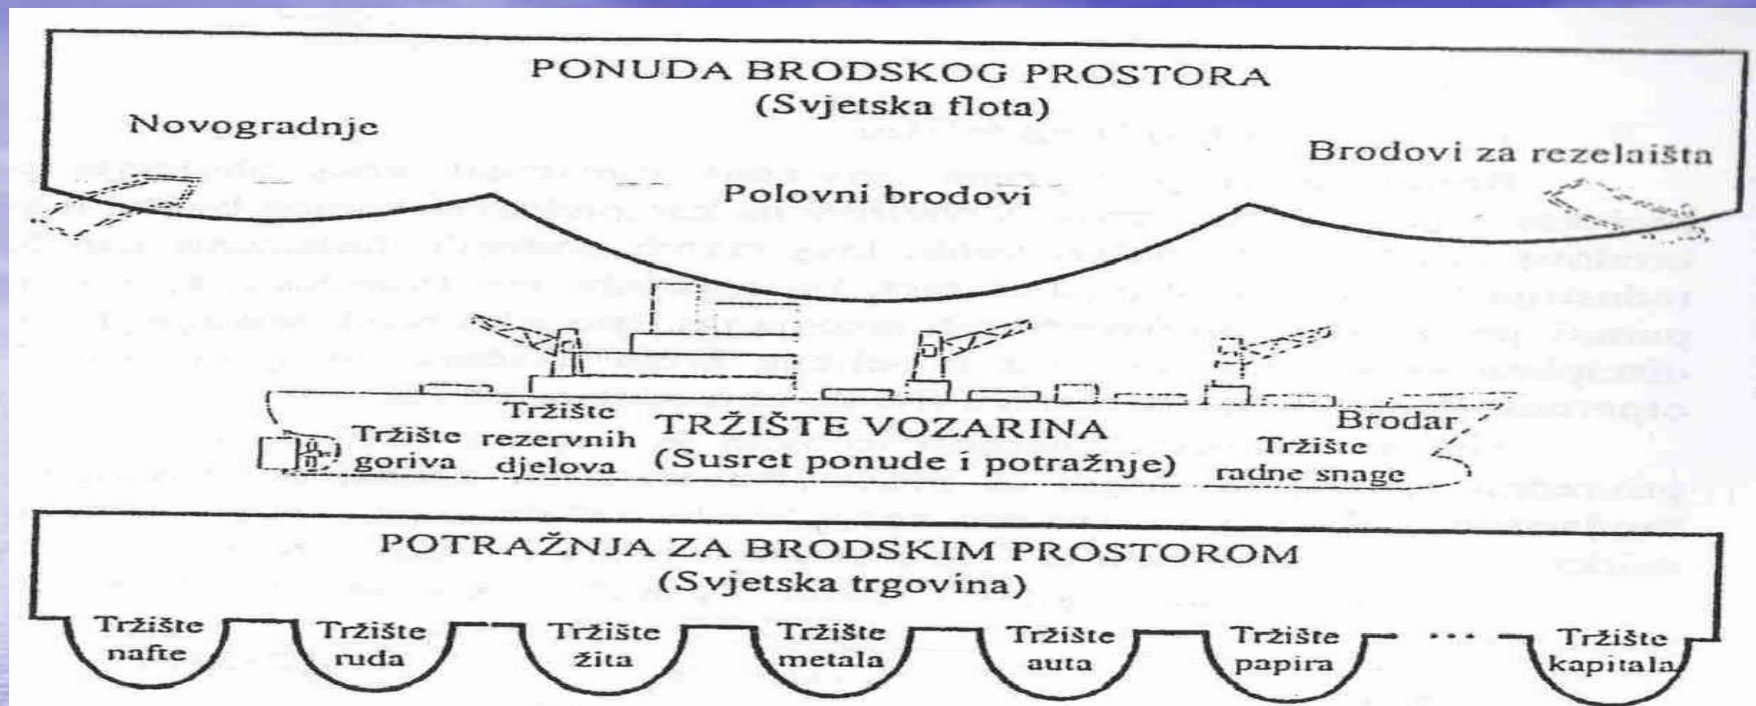 PONUDA BRODSKOG PROSTORA
(Svjetska flota)
Novogradnje
Brodovi za rezelaišta
Polovni brodovi
Tržište
goriva
Tržište
rezervnih
djelova
TRŽIŠTE VOZARINA
(Susret ponude i potražnje)
Brodar
Tržište
radne snage
POTRAŽNJA ZA BRODSKIM PROSTOROM
(Svjetska trgovina)
Tržište
nafte
Tržište
ruda
Tržište
žita
Tržište
metala
Tržište
auta
Tržište
papira
...
Tržište
kapitala